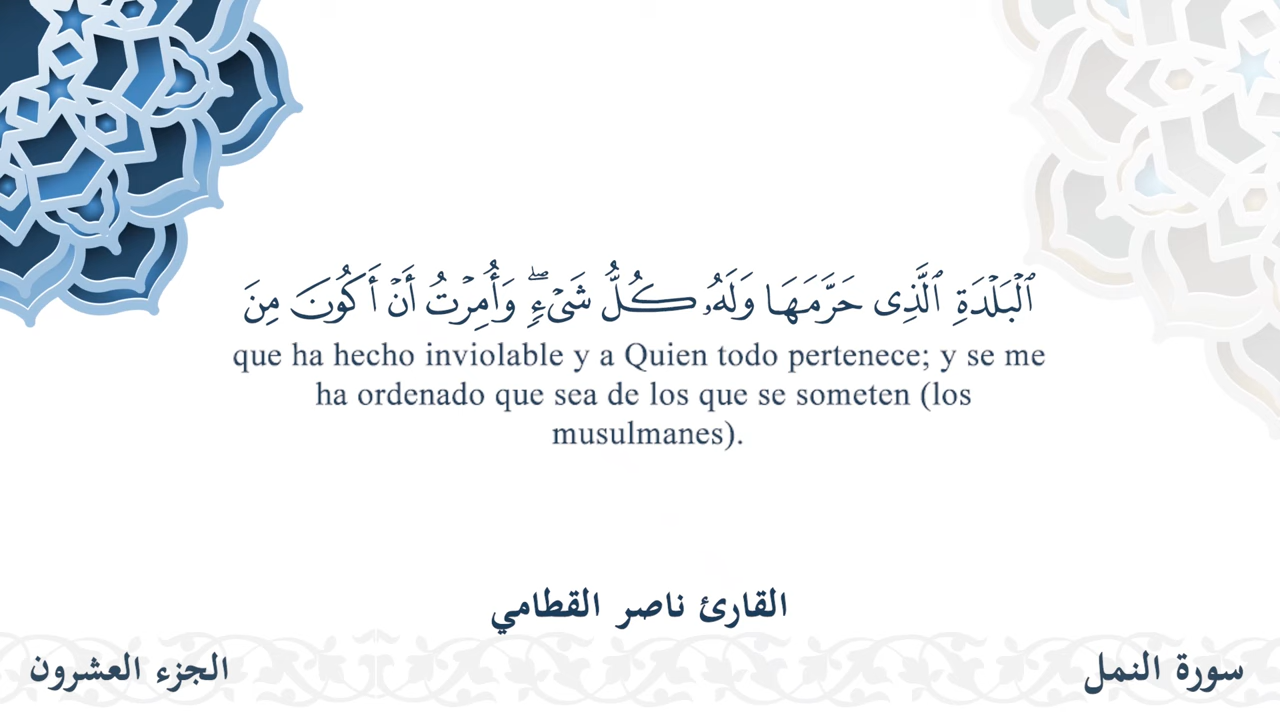 ٱلْبَلْدَةِ ٱلَّذِى حَرَّمَهَا وَلَهُۥ كُلُّ شَىْءٍۢ ۖ وَأُمِرْتُ أَنْ أَكُونَ مِنَ
que ha hecho inviolable y a Quien todo pertenece; y se me
ha ordenado que sea de los que se someten (los
musulmanes).
القارئ ناصر القطامي
سورة النمل
الجزء العشرون